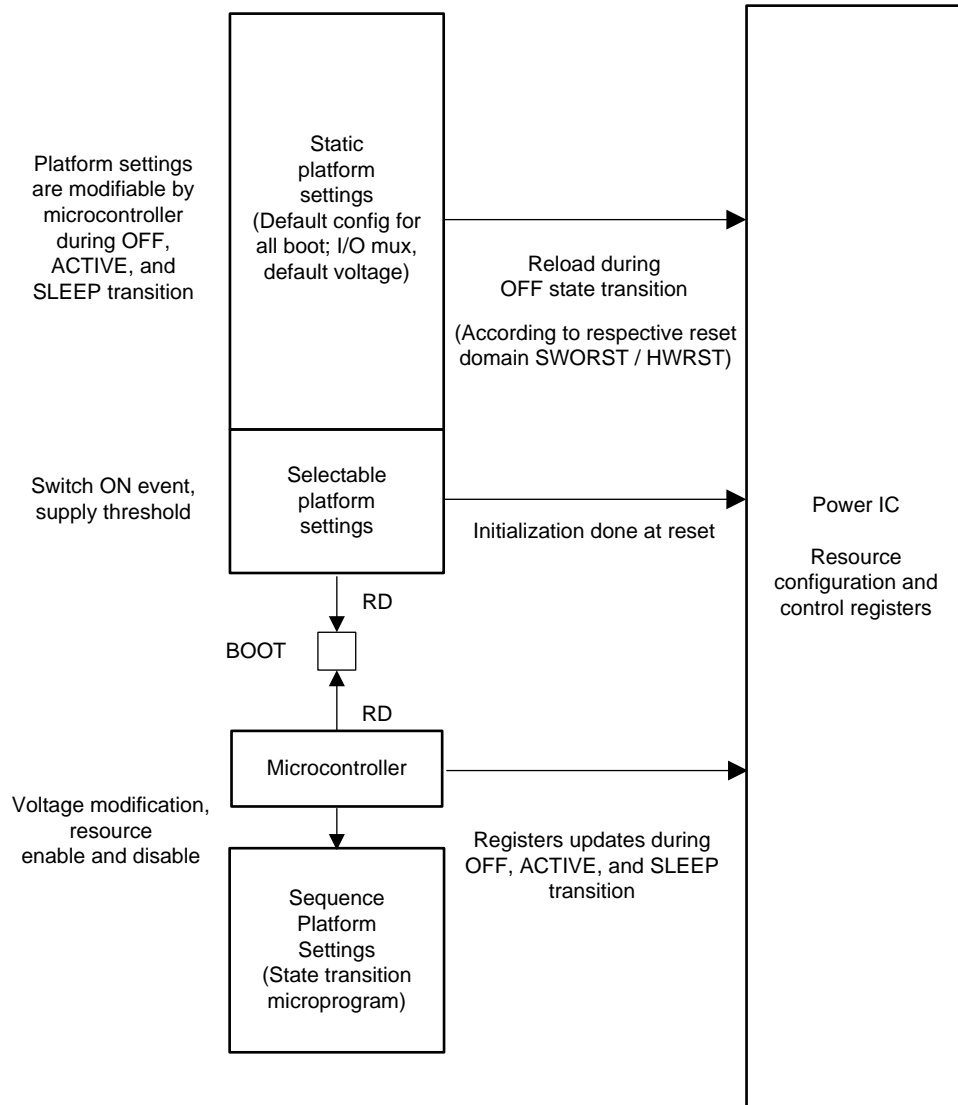 Static
platform
settings
(Default config for
all boot; I/O mux,
default voltage)
Platform settings
are modifiable by
microcontroller
during OFF,
ACTIVE, and
SLEEP transition
Reload during
OFF state transition
(According to respective reset
domain SWORST / HWRST)
Switch ON event,
supply threshold
Selectable
platform
settings
Initialization done at reset
Power IC
Resource
configuration and
control registers
RD
BOOT
RD
Microcontroller
Voltage modification,
resource
enable and disable
Registers updates during
OFF, ACTIVE, and SLEEP
transition
Sequence
Platform
Settings
(State transition
microprogram)